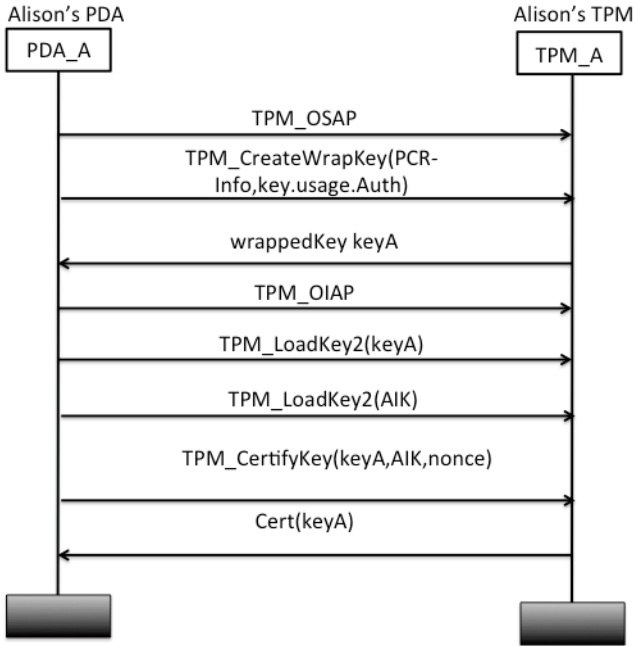 Alison's PDA
Alison's TPM
PDA_A
TPM_A
TPM_OSAP
TPM_CreateWrapKey(PCR-
Info,key.usage.Auth)
wrappedKey keyA
TPM_OIAP
TPM_LoadKey2(keyA)
TPM_LoadKey2(AIK)
TPM_CertifyKey(keyA,AIK,nonce)
Cert(keyA)